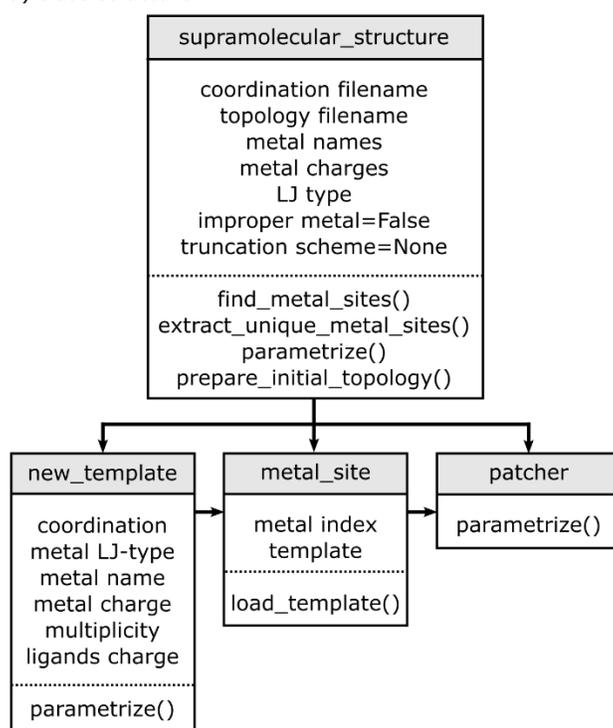 supramolecular_structure
coordination filename
topology filename
metal names
metal charges
LJ type
improper metal=False
truncation scheme=None
find_metal_sites()
extract_unique_metal_sites()
parametrize()
prepare_initial_topology()
new_template
coordination
metal LJ-type
metal name
metal charge
multiplicity
ligands charge
parametrize()
metal_site
metal index
template
load_template()
patcher
parametrize()